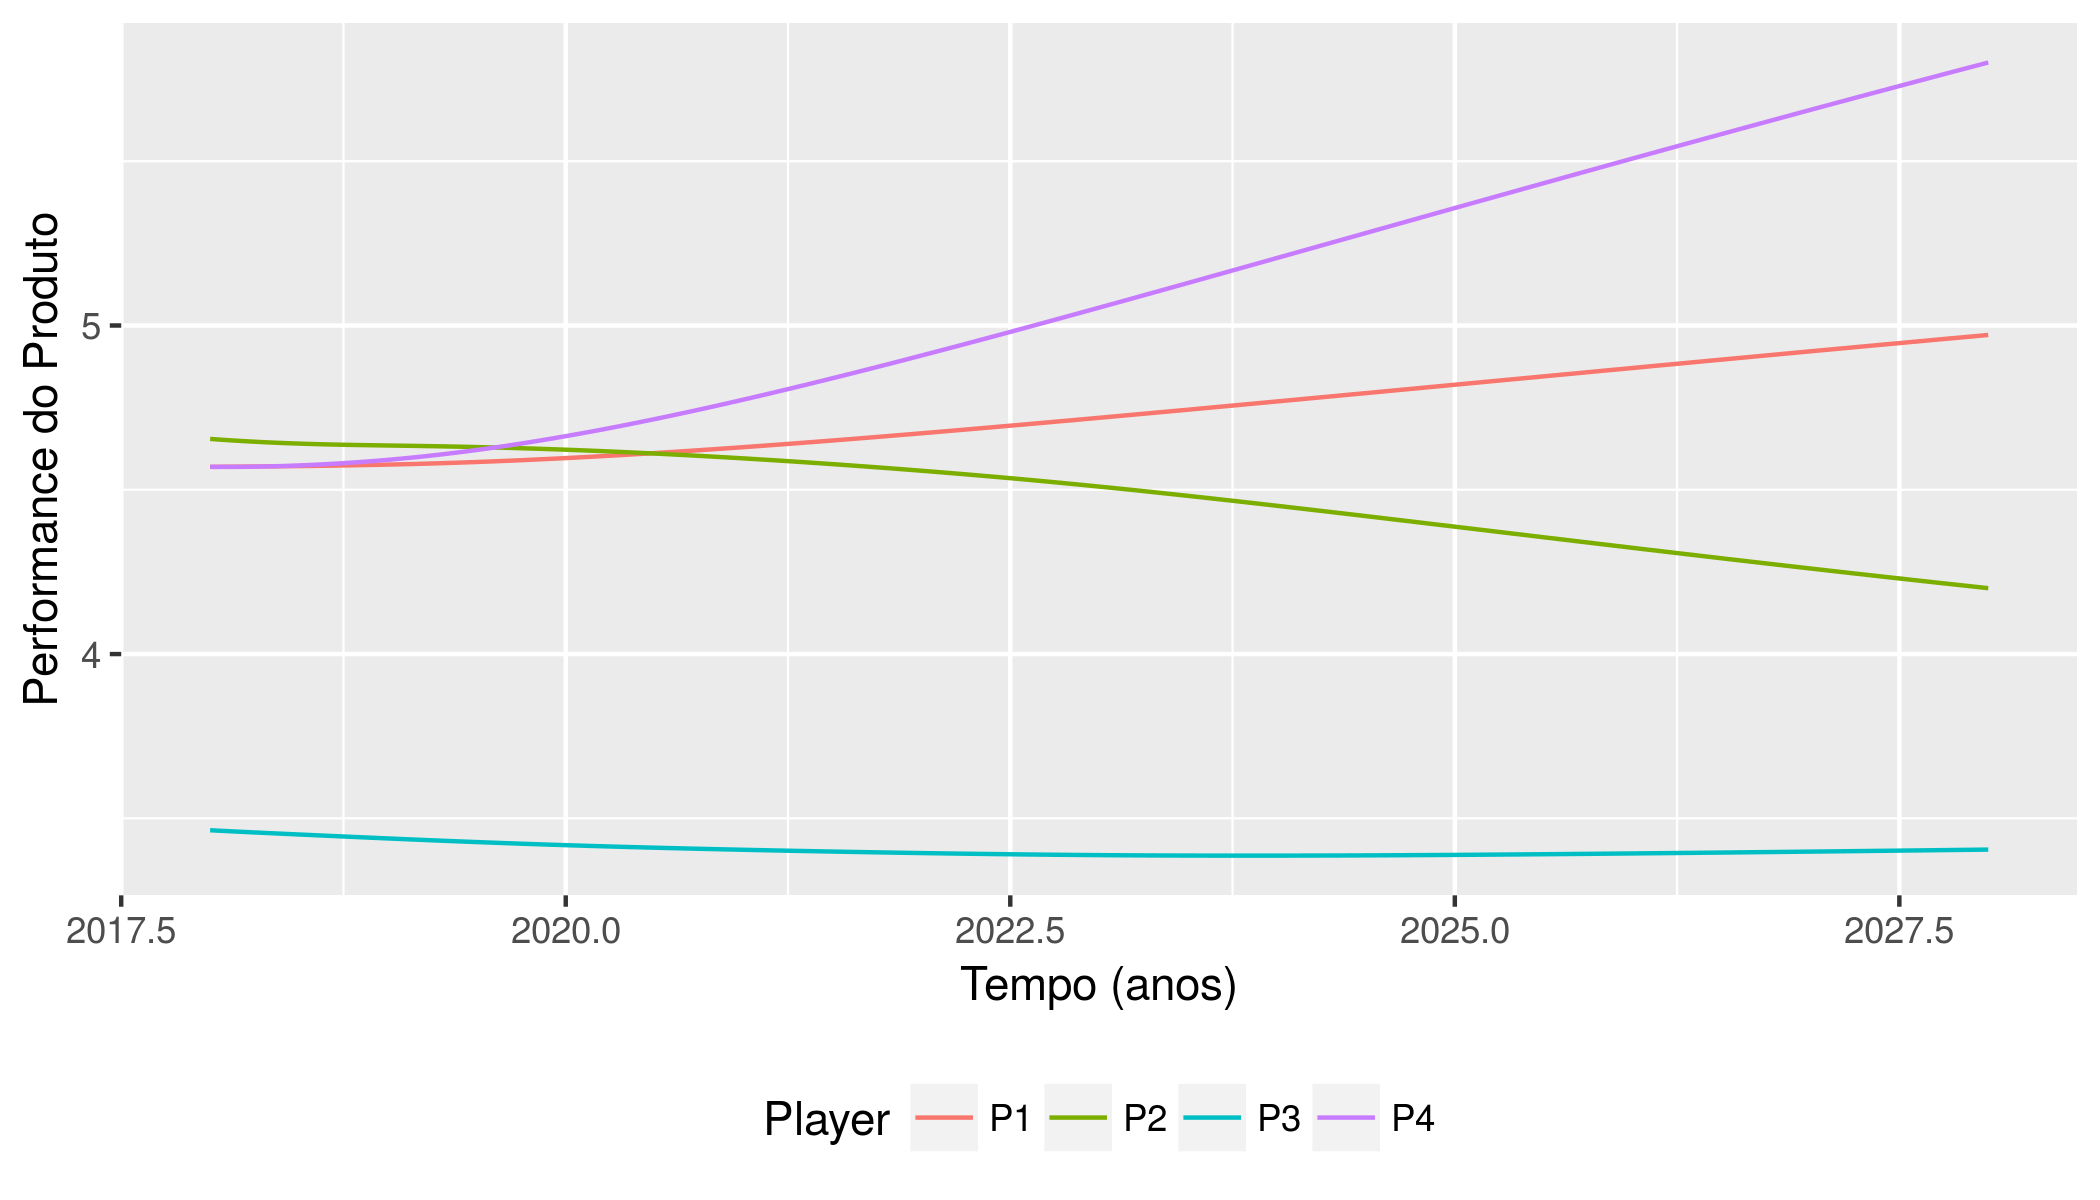 Performance do Produto
5
4
2017.5 2020.0 2022.5 2025.0 2027.5
Tempo (anos)
Player P1 P2 P3 P4